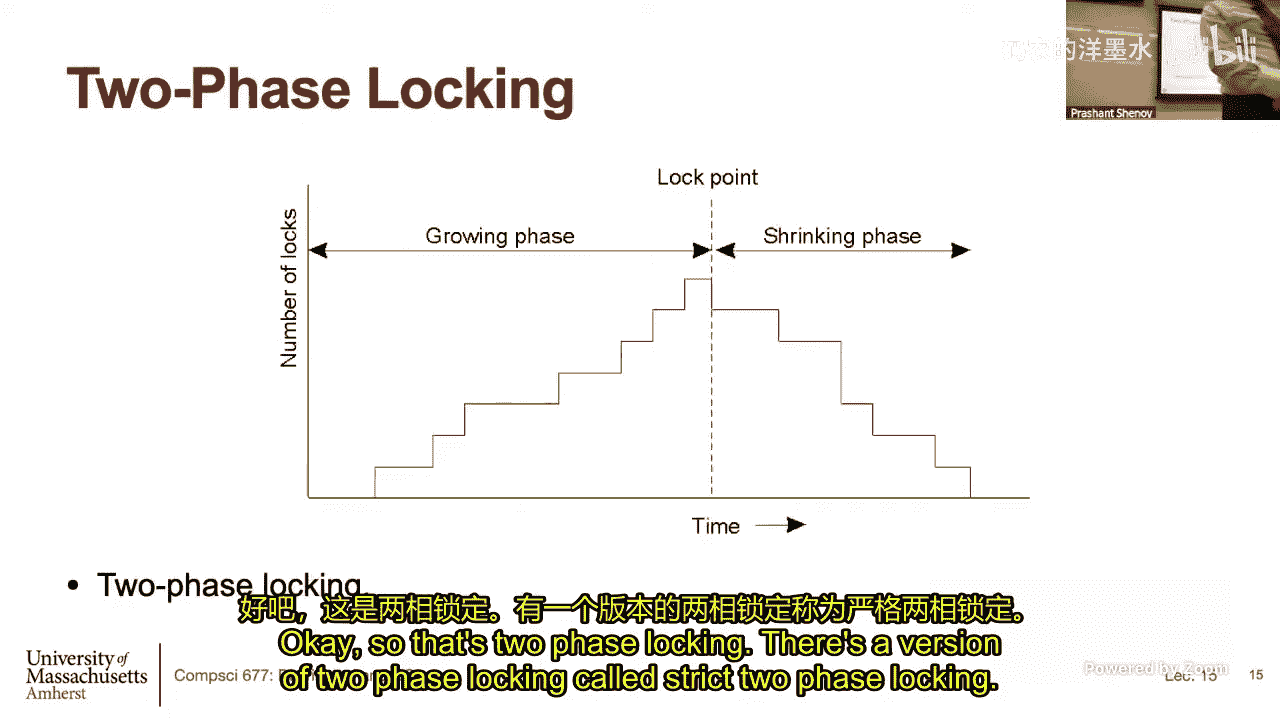 Two-Phase Locking
bili
Prashant Shenoy
Lock point
Growing phase
Shrinking phase
Number of locks
Time
• Two-phase locking
好吧，这是两相锁定。有一个版本的两相锁定称为严格两相锁定。
Okay, so that's two phase locking. There's a version
of two phase locking called strict two phase locking.
University of
Massachusetts
Amherst
Compsci 677:
Powered by Zoom
Lec. 15
15